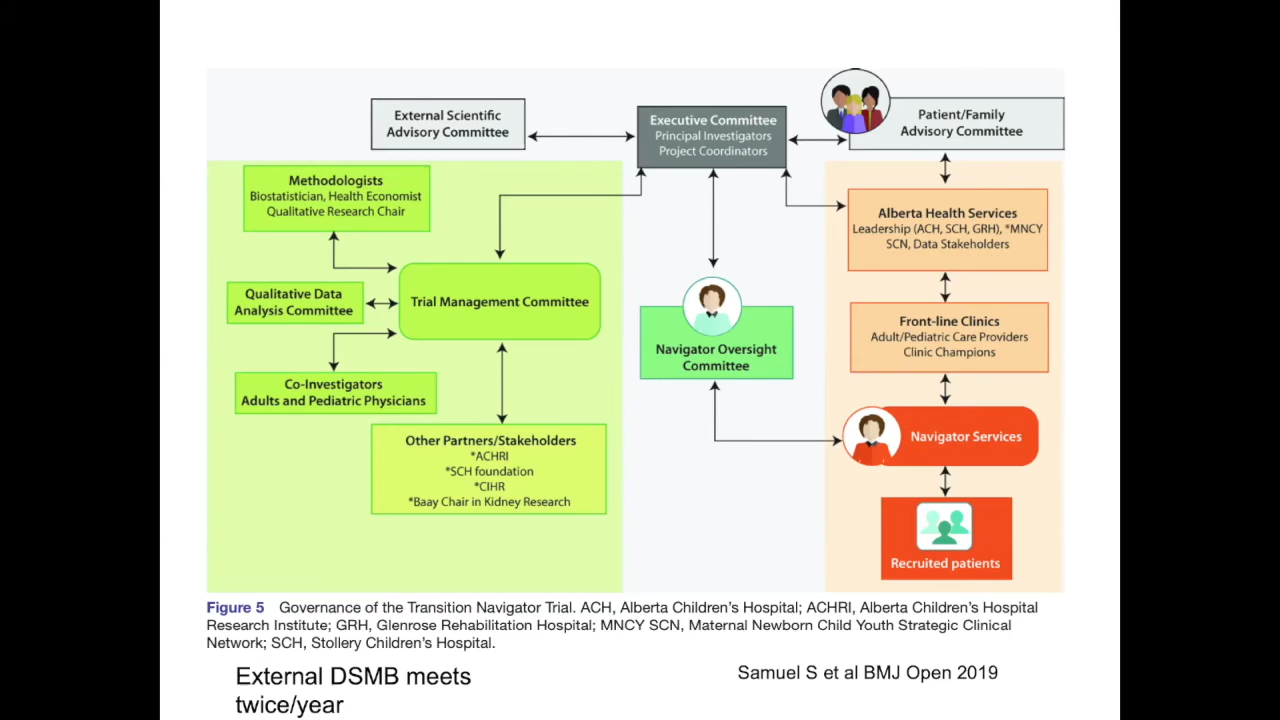 External Scientific
Advisory Committee
Executive Committee
Principal Investigators
Project Coordinators
Patient/Family
Advisory Committee
Methodologists
Biostatistician, Health Economist
Qualitative Research Chair
Alberta Health Services
Leadership (ACH, SCH, GRH), *MNCY
SCN, Data Stakeholders
Qualitative Data
Analysis Committee
Trial Management Committee
Navigator Oversight
Committee
Front-line Clinics
Adult/Pediatric Care Providers
Clinic Champions
Co-Investigators
Adults and Pediatric Physicians
Other Partners/Stakeholders
*ACHRI
*SCH foundation
*CIHR
*Baay Chair in Kidney Research
Navigator Services
Recruited patients
Figure 5 Governance of the Transition Navigator Trial. ACH, Alberta Children's Hospital; ACHRI, Alberta Children's Hospital
Research Institute; GRH, Glenrose Rehabilitation Hospital; MNCY SCN, Maternal Newborn Child Youth Strategic Clinical
Network; SCH, Stollery Children's Hospital.
External DSMB meets
twice/year
Samuel S et al BMJ Open 2019